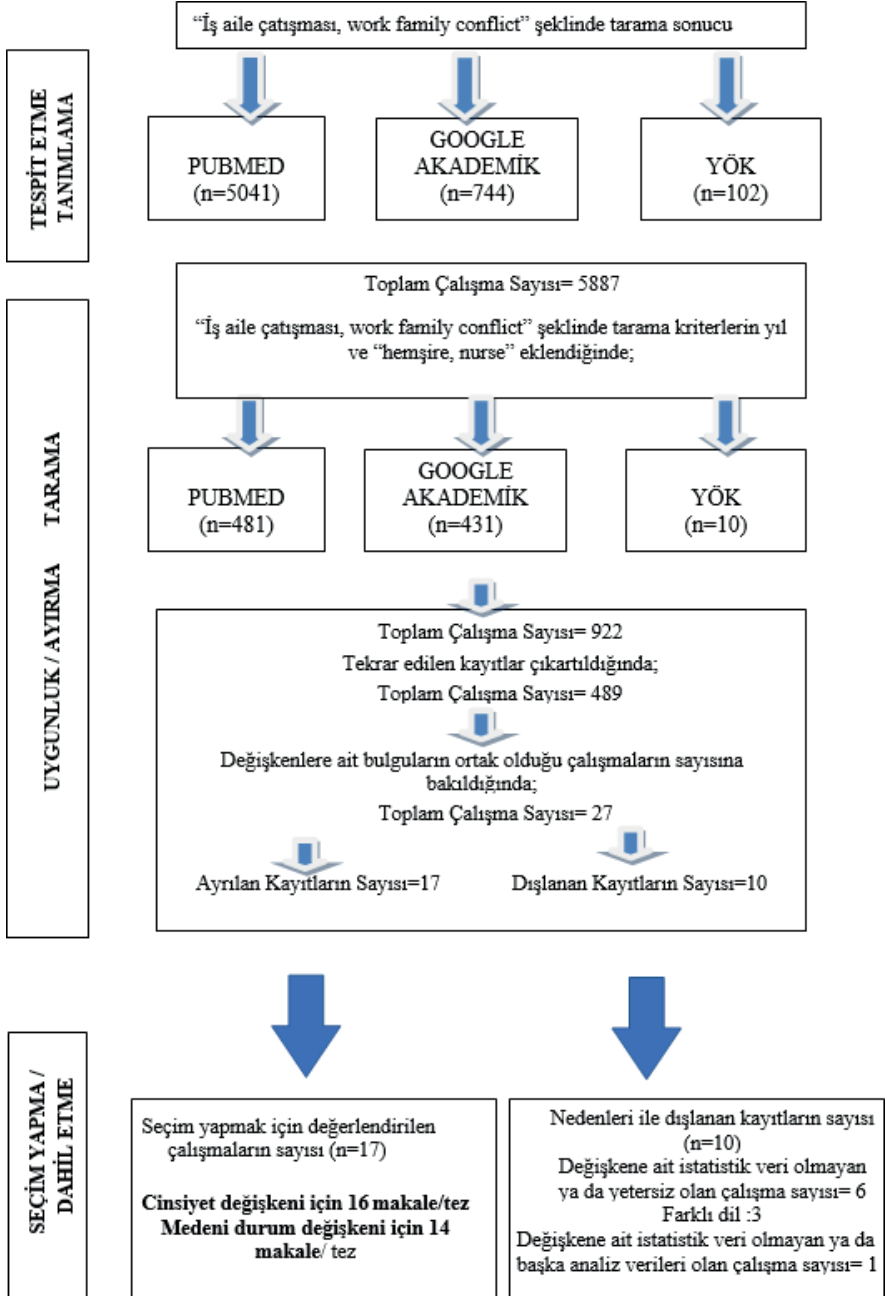 “İş aile çatışması, work family conflict” şeklinde tarama sonucu
TESPİT ETME
TANIMLAMA
PUBMED
(n=5041)
GOOGLE
AKADEMİK
(n=744)
YÖK
(n=102)
Toplam Çalışma Sayısı= 5887
“İş aile çatışması, work family conflict” şeklinde tarama kriterlerin yıl
ve “hemşire, nurse” eklendiğinde;
UYGUNLUK / AYIRMA TARAMA
PUBMED
(n=481)
GOOGLE
AKADEMİK
(n=431)
YÖK
(n=10)
Toplam Çalışma Sayısı= 922
Tekrar edilen kayıtlar çıkartıldığında;
Toplam Çalışma Sayısı= 489
Değişkenlere ait bulguların ortak olduğu çalışmaların sayısına
bakıldığında;
Toplam Çalışma Sayısı= 27
Ayrılan Kayıtların Sayısı=17
Dışlanan Kayıtların Sayısı=10
SEÇİM YAPMA /
DAHİL ETME
Seçim yapmak için değerlendirilen
çalışmaların sayısı (n=17)
Cinsiyet değişkeni için 16 makale/tez
Medeni durum değişkeni için 14
makale/ tez
Nedenleri ile dışlanan kayıtların sayısı
(n=10)
Değişkene ait istatistik veri olmayan
ya da yetersiz olan çalışma sayısı= 6
Farklı dil :3
Değişkene ait istatistik veri olmayan ya da
başka analiz verileri olan çalışma sayısı= 1